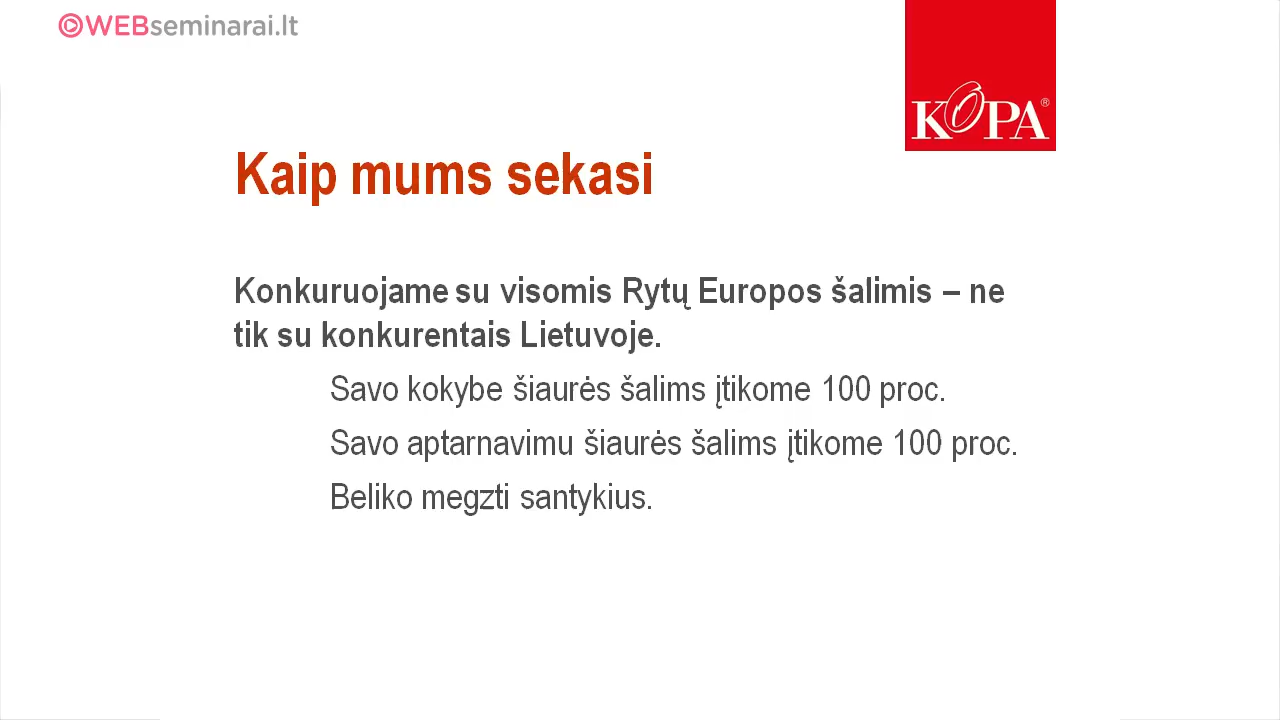 WEBseminarai.lt
KOPA®
Kaip mums sekasi
Konkuruojame su visomis Rytų Europos šalimis – ne
tik su konkurentais Lietuvoje.
Savo kokybe šiaurės šalims įtikome 100 proc.
Savo aptarnavimu šiaurės šalims įtikome 100 proc.
Beliko megzti santykius.